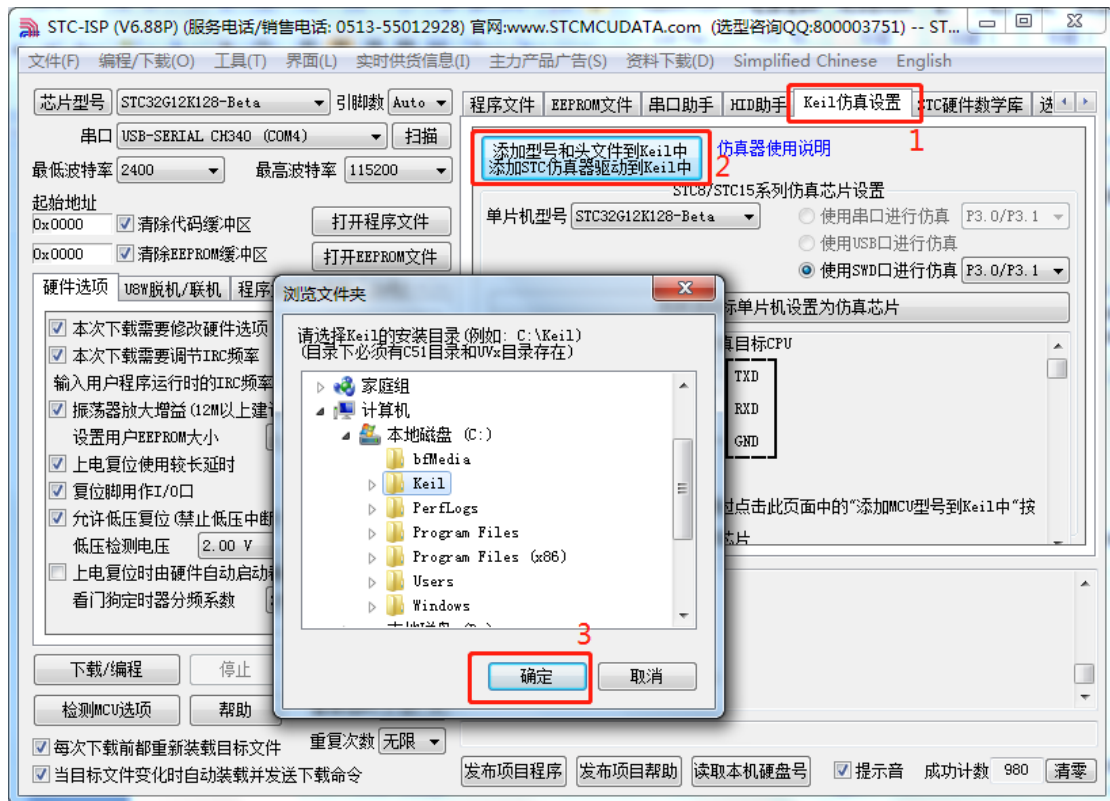 STC-ISP (V6.88P) (服务电话/销售电话: 0513-55012928) 官网:www.STCMCUDATA.com (选型咨询QQ:800003751) -- ST...
文件(F) 编程/下载(O) 工具(T) 界面(L) 实时供货信息(I) 主力产品广告(S) 资料下载(D) Simplified Chinese English
芯片型号 STC32G12K128-Beta 引脚数 Auto
串口 USB-SERIAL CH340 (COM4) 扫描
最低波特率 2400 最高波特率 115200
起始地址
0x0000 清除代码缓冲区 打开程序文件
0x0000 清除EEPROM缓冲区 打开EEPROM文件
硬件选项 U8W脱机/联机 程序
本次下载需要修改硬件选项
本次下载需要调节IRC频率
输入用户程序运行时的IRC频率
振荡器放大增益(12M以上建
设置用户EEPROM大小
上电复位使用较长延时
复位脚用作I/O口
允许低压复位(禁止低压中断
低压检测电压 2.00 V
上电复位时由硬件自动启动
看门狗定时器分频系数
下载/编程 停止
检测MCU选项 帮助
重复次数 无限
每次下载前都重新装载目标文件
当目标文件变化时自动装载并发送下载命令
程序文件 EEPROM文件 串口助手 HID助手 Keil仿真设置 STC硬件数学库 选
1
添加型号和头文件到Keil中
添加STC仿真器驱动到Keil中
2
仿真器使用说明
STC8/STC15系列仿真芯片设置
单片机型号 STC32G12K128-Beta
使用串口进行仿真 P3.0/P3.1
使用USB口进行仿真
使用SWD口进行仿真 P3.0/P3.1
标单片机设置为仿真芯片
真目标CPU
TXD
RXD
GND
过点击此页面中的“添加MCU型号到Keil中“按
芯片
浏览文件夹
请选择Keil的安装目录(例如: C:\Keil)
(目录下必须有C51目录和UVx目录存在)
家庭组
计算机
本地磁盘 (C:)
bfMedia
Keil
PerfLogs
Program Files
Program Files (x86)
Users
Windows
3
确定 取消
发布项目程序 发布项目帮助 读取本机硬盘号 提示音 成功计数 980 清零